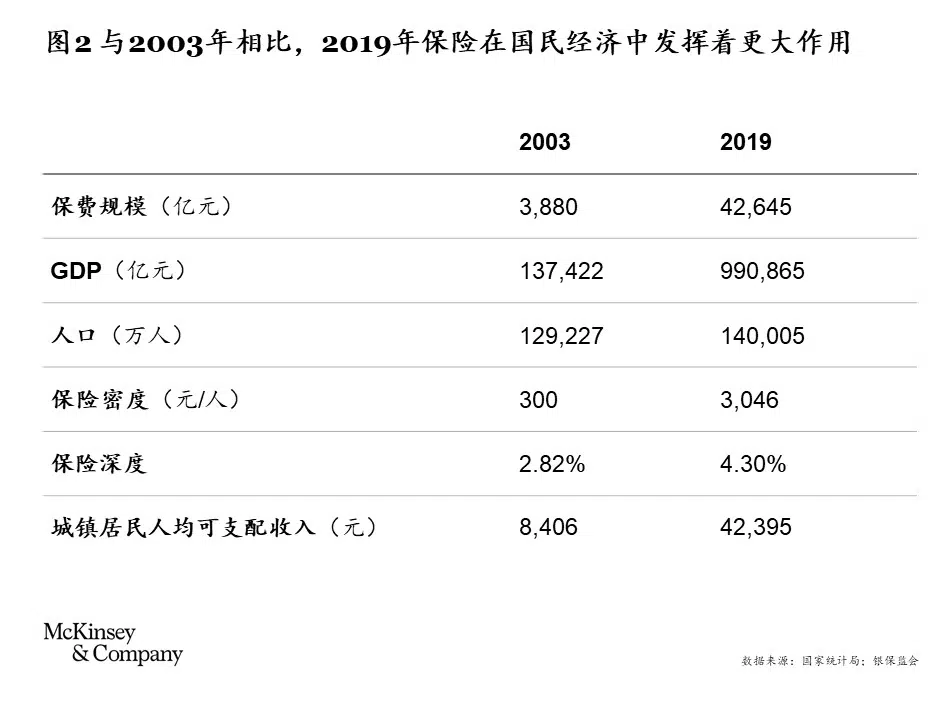 图2 与2003年相比，2019年保险在国民经济中发挥着更大作用
2003 2019
保费规模（亿元） 3,880 42,645
GDP（亿元） 137,422 990,865
人口（万人） 129,227 140,005
保险密度（元/人） 300 3,046
保险深度 2.82% 4.30%
城镇居民人均可支配收入（元） 8,406 42,395
McKinsey
& Company
数据来源：国家统计局；银保监会